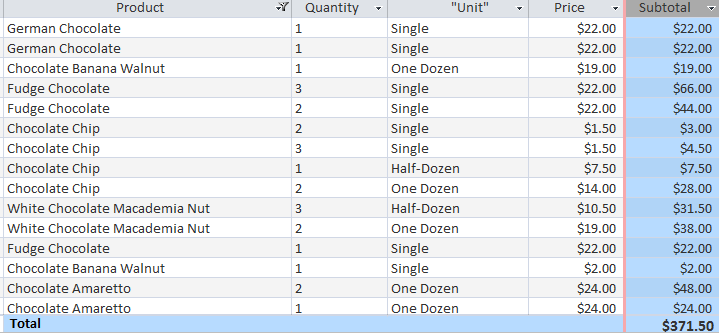 Product Quantity "Unit" Price Subtotal
German Chocolate 1 Single $22.00 $22.00
German Chocolate 1 Single $22.00 $22.00
Chocolate Banana Walnut 1 One Dozen $19.00 $19.00
Fudge Chocolate 3 Single $22.00 $66.00
Fudge Chocolate 2 Single $22.00 $44.00
Chocolate Chip 2 Single $1.50 $3.00
Chocolate Chip 3 Single $1.50 $4.50
Chocolate Chip 1 Half-Dozen $7.50 $7.50
Chocolate Chip 2 One Dozen $14.00 $28.00
White Chocolate Macademia Nut 3 Half-Dozen $10.50 $31.50
White Chocolate Macademia Nut 2 One Dozen $19.00 $38.00
Fudge Chocolate 1 Single $22.00 $22.00
Chocolate Banana Walnut 1 Single $2.00 $2.00
Chocolate Amaretto 2 One Dozen $24.00 $48.00
Chocolate Amaretto 1 One Dozen $24.00 $24.00
Total $371.50